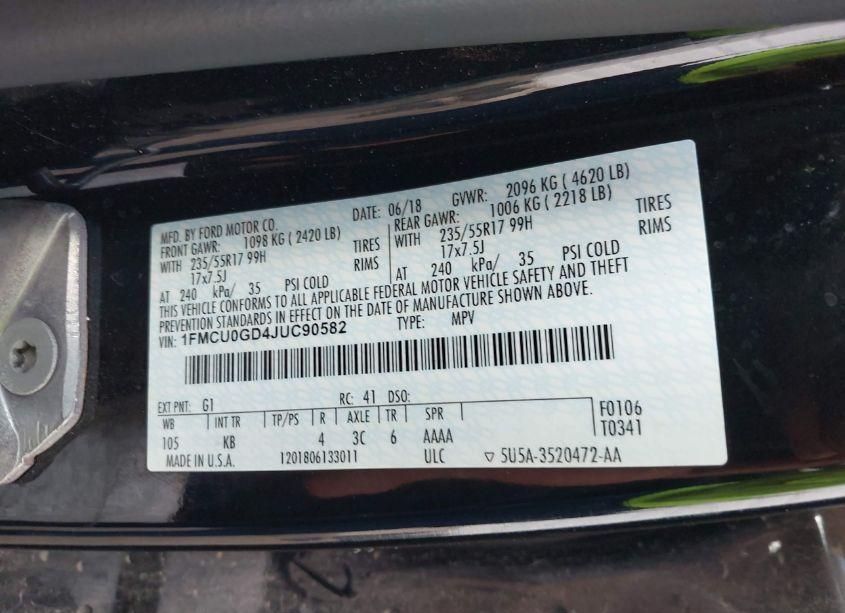 MFD. BY FORD MOTOR CO.
DATE: 06/18 GVWR: 2096 KG ( 4620 LB)
FRONT GAWR: 1098 KG ( 2420 LB) REAR GAWR: 1006 KG ( 2218 LB)
WITH 235/55R17 99H TIRES WITH 235/55R17 99H TIRES
17x7.5J RIMS 17x7.5J RIMS
AT 240 kPa/ 35 PSI COLD AT 240 kPa/ 35 PSI COLD
THIS VEHICLE CONFORMS TO ALL APPLICABLE FEDERAL MOTOR VEHICLE SAFETY AND THEFT
PREVENTION STANDARDS IN EFFECT ON THE DATE OF MANUFACTURE SHOWN ABOVE.
VIN: 1FMCU0GD4JUC90582 TYPE: MPV
EXT PNT: G1 RC: 41 DSO:
WB INT TR TP/PS R AXLE TR SPR F0106
105 KB 4 3C 6 AAAA T0341
MADE IN U.S.A. 1201806133011 ULC ▽ 5U5A-3520472-AA